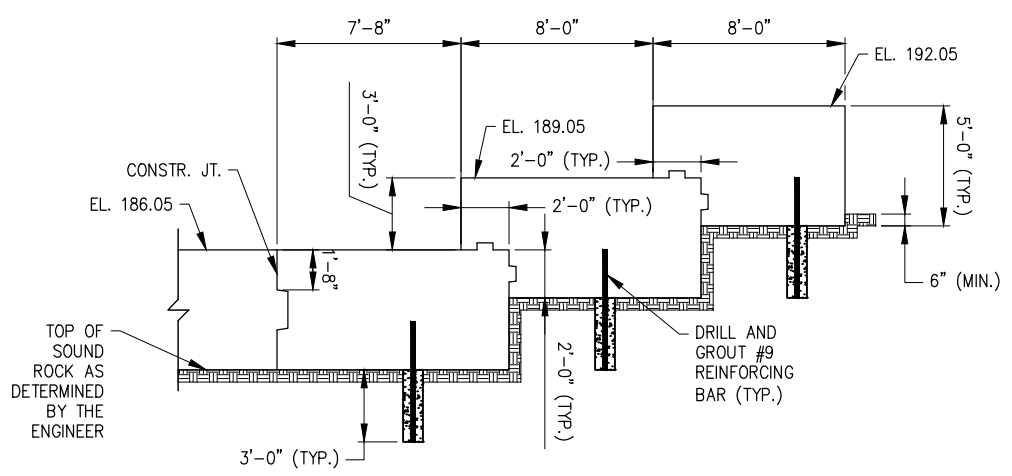 7'-8"
8'-0"
8'-0"
EL. 192.05
3'-0"
(TYP.)
EL. 189.05
2'-0" (TYP.)
5'-0"
(TYP.)
CONSTR. JT.
EL. 186.05
2'-0" (TYP.)
1'-8"
6" (MIN.)
TOP OF
SOUND
ROCK AS
DETERMINED
BY THE
ENGINEER
2'-0"
(TYP.)
DRILL AND
GROUT #9
REINFORCING
BAR (TYP.)
3'-0" (TYP.)